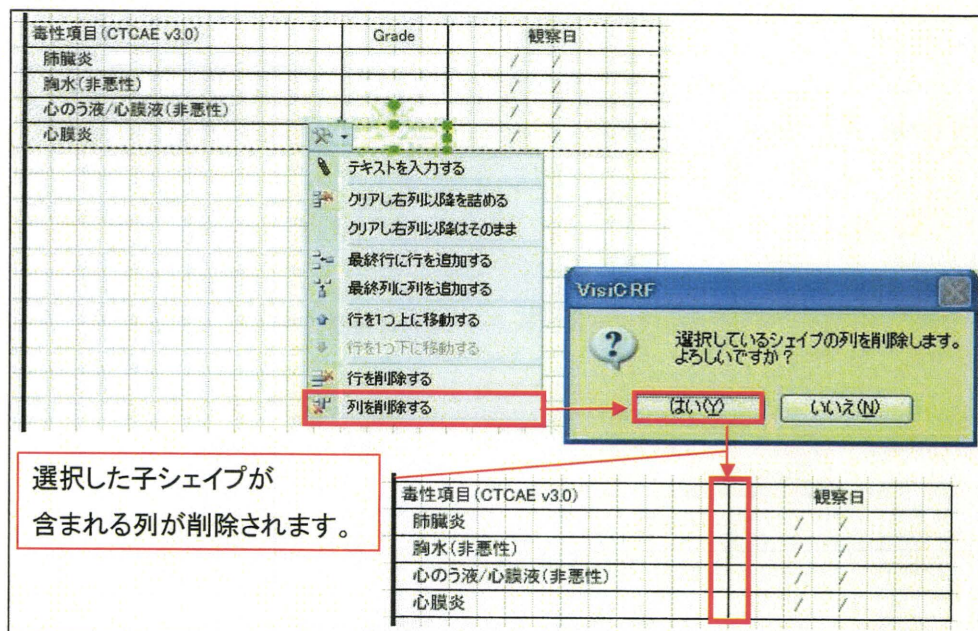 毒性項目(CTCAE v3.0) Grade 観察日
肺臓炎 / /
胸水(非悪性) / /
心のう液/心膜液(非悪性) / /
心膜炎 / /
テキストを入力する
クリアし右列以降を詰める
クリアし右列以降はそのまま
最終行に行を追加する
最終列に列を追加する
行を1つ上に移動する
行を1つ下に移動する
行を削除する
列を削除する
VisiCRF
選択しているシェイプの列を削除します。
よろしいですか?
はい(Y) いいえ(N)
選択した子シェイプが
含まれる列が削除されます。
毒性項目(CTCAE v3.0) 観察日
肺臓炎 / /
胸水(非悪性) / /
心のう液/心膜液(非悪性) / /
心膜炎 / /